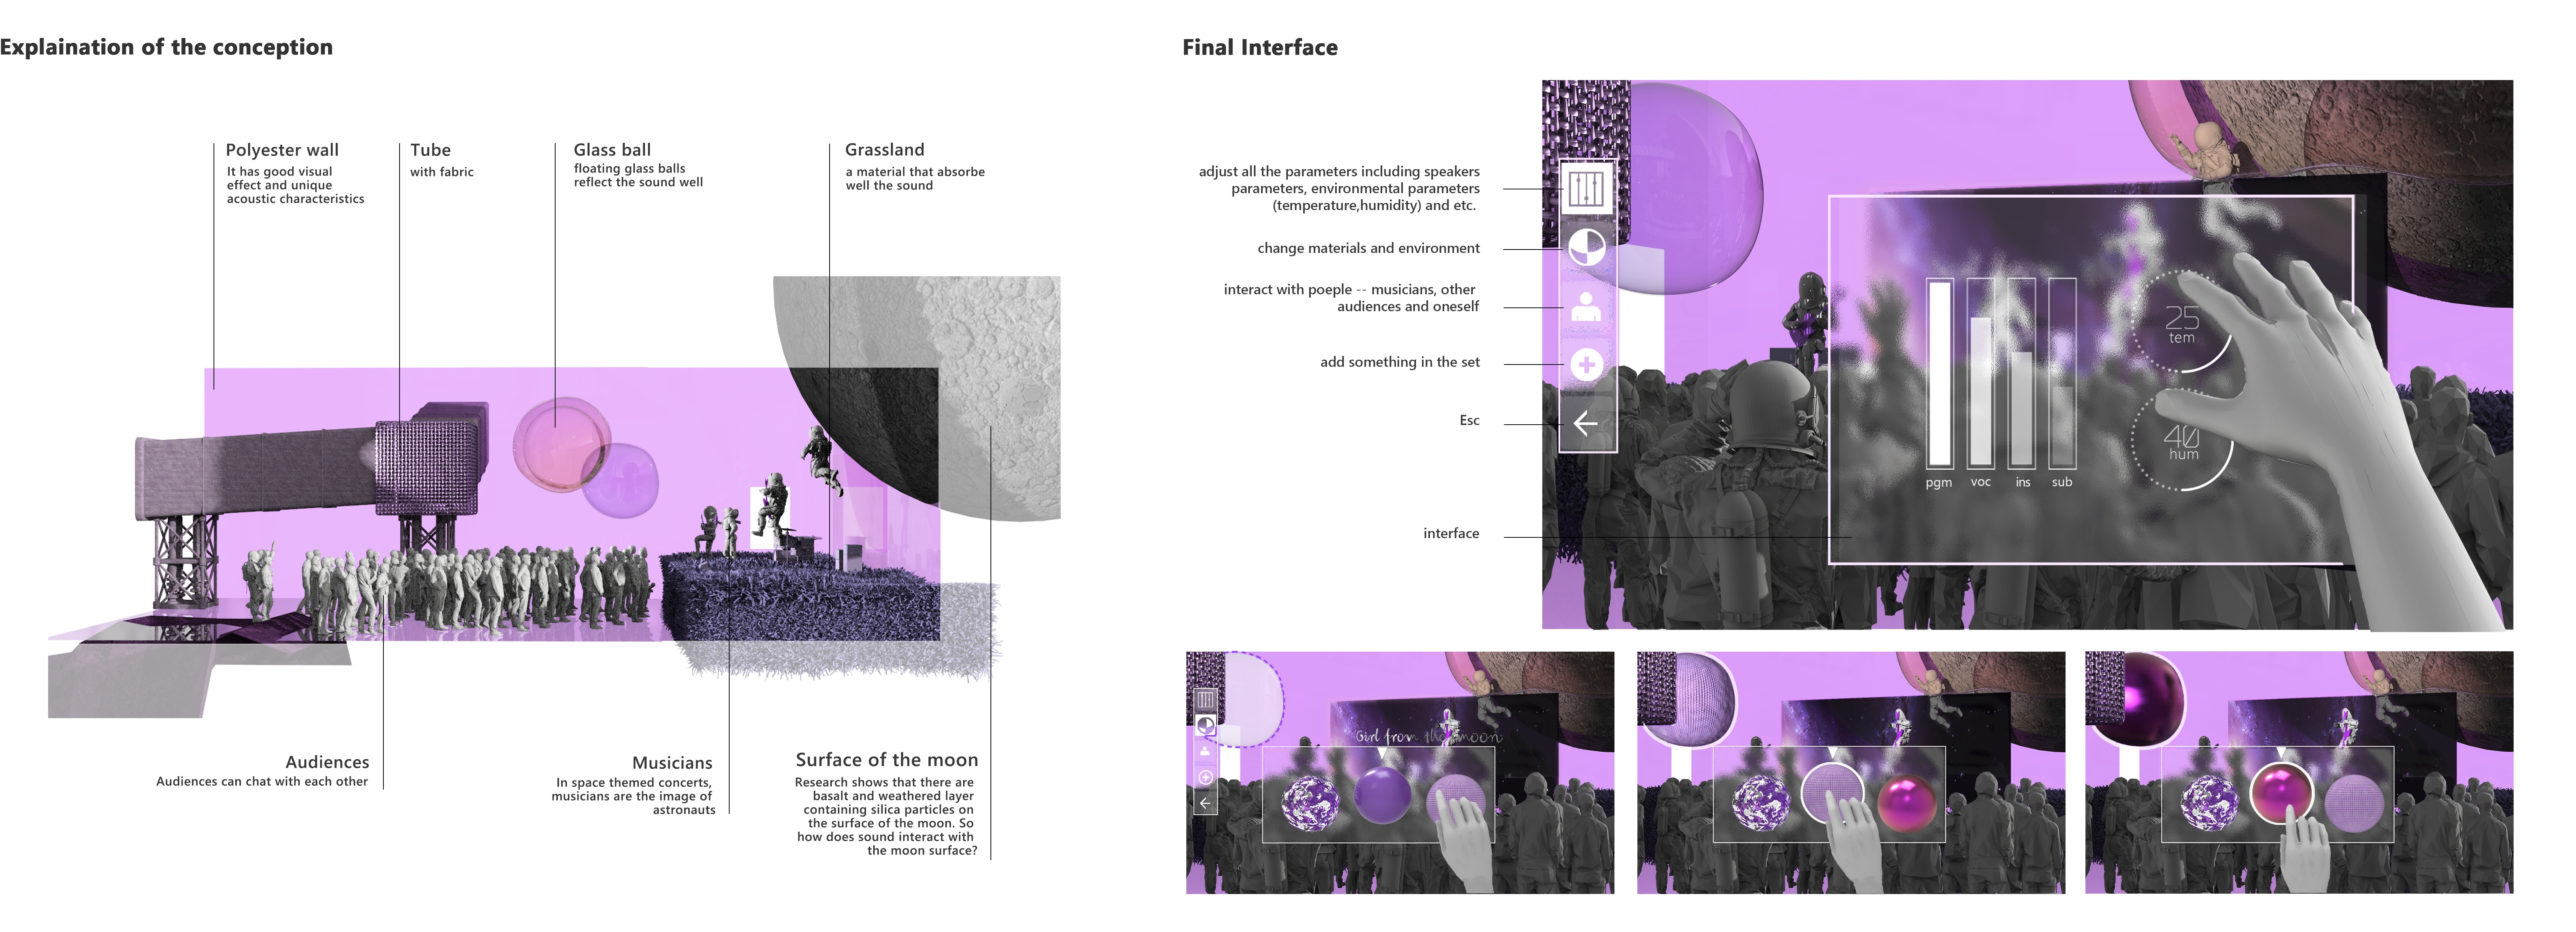 Explaination of the conception
Polyester wall
It has good visual
effect and unique
acoustic characteristics
Tube
with fabric
Glass ball
floating glass balls
reflect the sound well
Grassland
a material that absorbe
well the sound
Audiences
Audiences can chat with each other
Musicians
In space themed concerts,
musicians are the image of
astronauts
Surface of the moon
Research shows that there are
basalt and weathered layer
containing silica particles on
the surface of the moon. So
how does sound interact with
the moon surface?
Final Interface
adjust all the parameters including speakers
parameters, environmental parameters
(temperature,humidity) and etc.
change materials and environment
interact with poeple -- musicians, other
audiences and oneself
add something in the set
Esc
interface
25
tem
40
hum
pgm voc ins sub
Girl from the moon